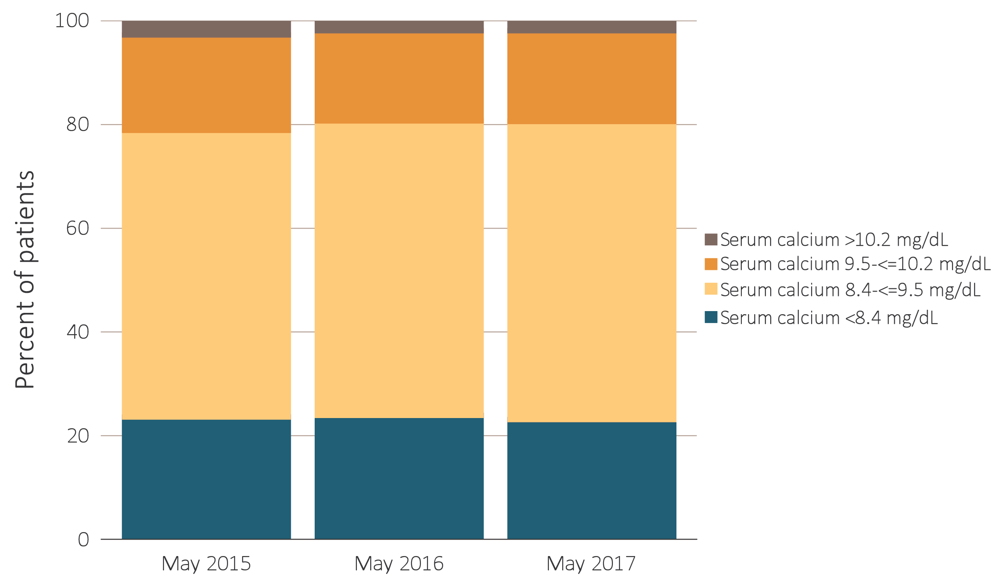 Percent of patients
100
80
60
40
20
0
May 2015
May 2016
May 2017
Serum calcium >10.2 mg/dL
Serum calcium 9.5-<=10.2 mg/dL
Serum calcium 8.4-<=9.5 mg/dL
Serum calcium <8.4 mg/dL